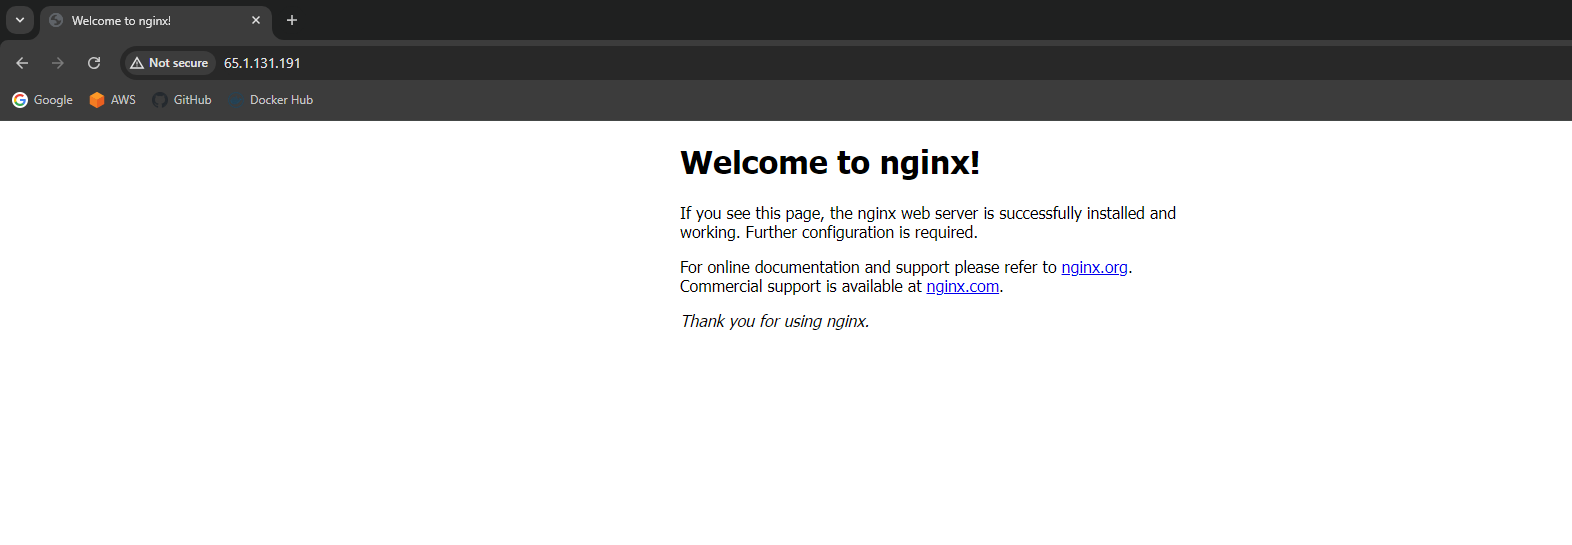 Welcome to nginx!
Not secure 65.1.131.191
Google AWS GitHub Docker Hub
Welcome to nginx!
If you see this page, the nginx web server is successfully installed and
working. Further configuration is required.
For online documentation and support please refer to nginx.org.
Commercial support is available at nginx.com.
Thank you for using nginx.